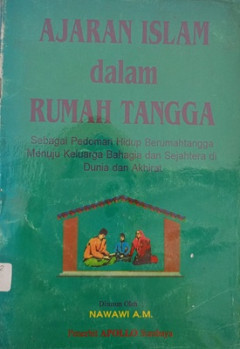 AJARAN ISLAM
dalam
RUMAH TANGGA
Sebagai Pedoman Hidup Berumahtangga
Menuju Keluarga Bahagia dan Sejahtera di
Dunia dan Akhirat
Disusun Oleh:
NAWAWI A.M.
Penerbit APOLLO Surabaya